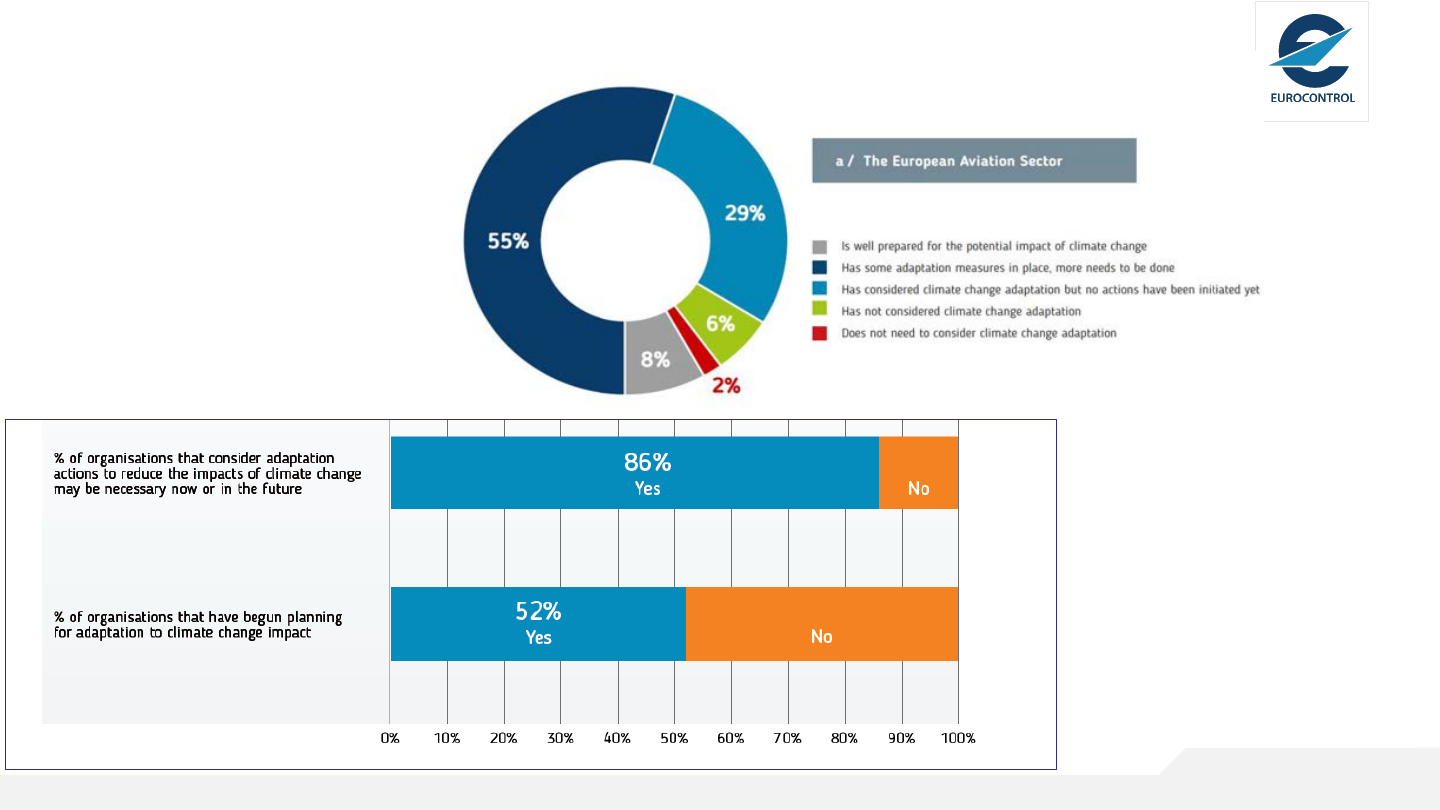 EUROCONTROL
55%
29%
6%
8%
2%
a / The European Aviation Sector
Is well prepared for the potential impact of climate change
Has some adaptation measures in place, more needs to be done
Has considered climate change adaptation but no actions have been initiated yet
Has not considered climate change adaptation
Does not need to consider climate change adaptation
% of organisations that consider adaptation
actions to reduce the impacts of climate change
may be necessary now or in the future
86%
Yes
No
% of organisations that have begun planning
for adaptation to climate change impact
52%
Yes
No
0% 10% 20% 30% 40% 50% 60% 70% 80% 90% 100%